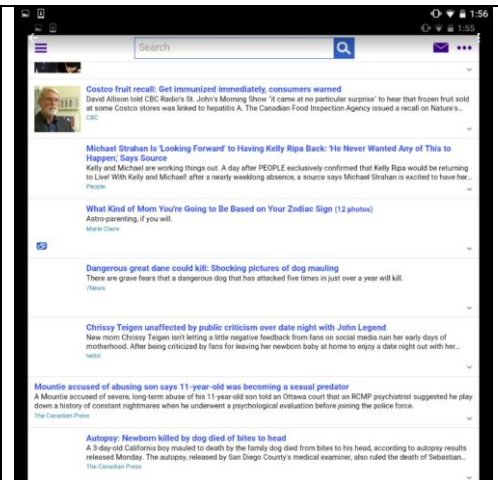 1:56
1:55
Search
Costco fruit recall: Get immunized immediately, consumers warned
David Allison told CBC Radio's St. John's Morning Show "it came at no particular surprise" to hear that frozen fruit sold
at some Costco stores was linked to hepatitis A. The Canadian Food Inspection Agency issued a recall on Nature's...
CBC
Michael Strahan Is 'Looking Forward' to Having Kelly Ripa Back: 'He Never Wanted Any of This to
Happen,' Says Source
Kelly and Michael are working things out. A day after PEOPLE exclusively confirmed that Kelly Ripa would be returning
to Live! With Kelly and Michael! after a nearly weeklong absence, a source says Michael Strahan is excited to have her...
People
What Kind of Mom You're Going to Be Based on Your Zodiac Sign (12 photos)
Astro-parenting, if you will.
Marie Claire
Dangerous great dane could kill: Shocking pictures of dog mauling
There are grave fears that a dangerous dog that has attacked five times in just over a year will kill.
7News
Chrissy Teigen unaffected by public criticism over date night with John Legend
New mom Chrissy Teigen isn't letting a little negative feedback from fans on social media ruin her early days of
motherhood. After being criticized by fans for leaving her newborn baby at home to enjoy a date night out with her...
hello!
Mountie accused of abusing son says 11-year-old was becoming a sexual predator
A Mountie accused of severe, long-term abuse of his 11-year-old son told an Ottawa court that an RCMP psychiatrist suggested he play
down a history of constant nightmares when he underwent a psychological evaluation before joining the police force.
The Canadian Press
Autopsy: Newborn killed by dog died of bites to head
A 3-day-old California boy mauled to death by the family dog died from bites to his head, according to autopsy results
released Monday. The autopsy, released by San Diego County's medical examiner, also ruled the death of Sebastian...
The Canadian Press